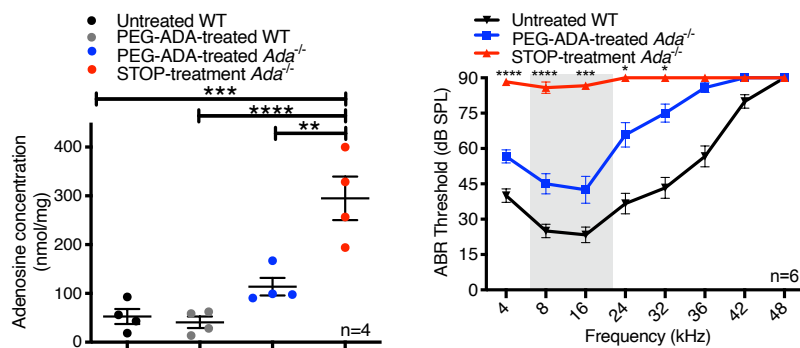 Untreated WT
PEG-ADA-treated WT
PEG-ADA-treated Ada-/-
STOP-treatment Ada-/-
***
****
**
400
300
200
100
0
Adenosine concentration
(nmol/mg)
n=4
Untreated WT
PEG-ADA-treated Ada-/-
STOP-treatment Ada-/-
**** **** *** * *
90
75
60
45
30
15
0
ABR Threshold (dB SPL)
n=6
4 8 16 24 32 36 42 48
Frequency (kHz)